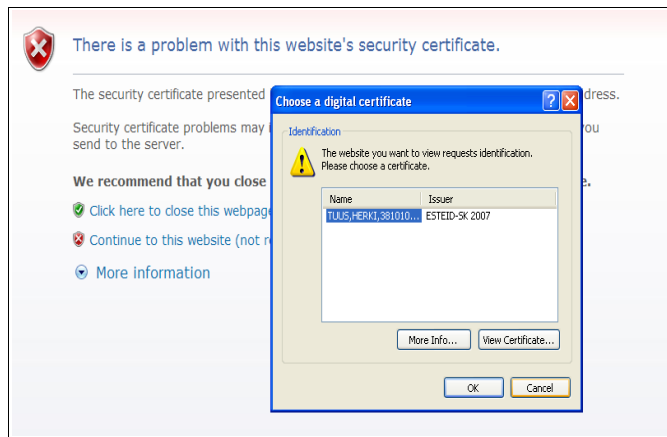 There is a problem with this website's security certificate.
The security certificate presented
dress.
Security certificate problems may i
you
send to the server.
We recommend that you close
e.
Click here to close this webpage
Continue to this website (not r
More information
Choose a digital certificate
Identification
The website you want to view requests identification.
Please choose a certificate.
Name Issuer
TUUS,HERKI,381010... ESTEID-SK 2007
More Info... View Certificate...
OK Cancel